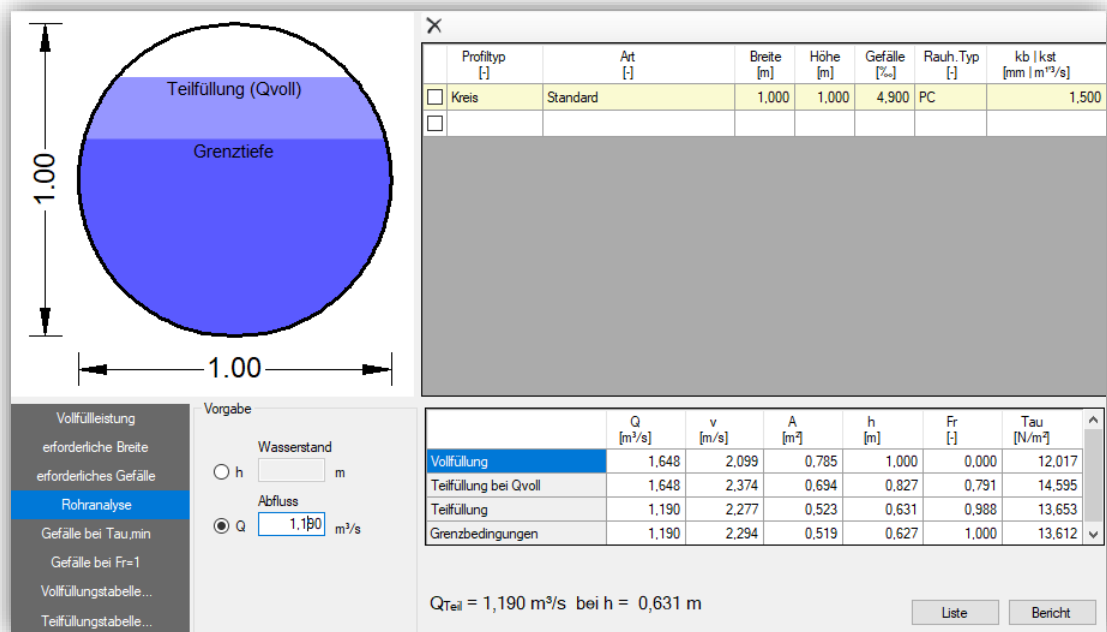 Teilfüllung (Qvoll)
Grenztiefe
1.00
1.00
Profiltyp Art Breite Höhe Gefälle Rauh.Typ kb | kst
[-] [-] [m] [m] [‰] [-] [mm | m¹'³/s]
Kreis Standard 1,000 1,000 4,900 PC 1,500
Vollfülleistung
erforderliche Breite
erforderliches Gefälle
Rohranalyse
Gefälle bei Tau,min
Gefälle bei Fr=1
Vollfüllungstabelle...
Teilfüllungstabelle...
Vorgabe
Wasserstand
h m
Abfluss
Q 1,190 m³/s
Q v A h Fr Tau
[m³/s] [m/s] [m²] [m] [-] [N/m²]
Vollfüllung 1,648 2,099 0,785 1,000 0,000 12,017
Teilfüllung bei Qvoll 1,648 2,374 0,694 0,827 0,791 14,595
Teilfüllung 1,190 2,277 0,523 0,631 0,988 13,653
Grenzbedingungen 1,190 2,294 0,519 0,627 1,000 13,612
QTeil = 1,190 m³/s bei h = 0,631 m
Liste Bericht